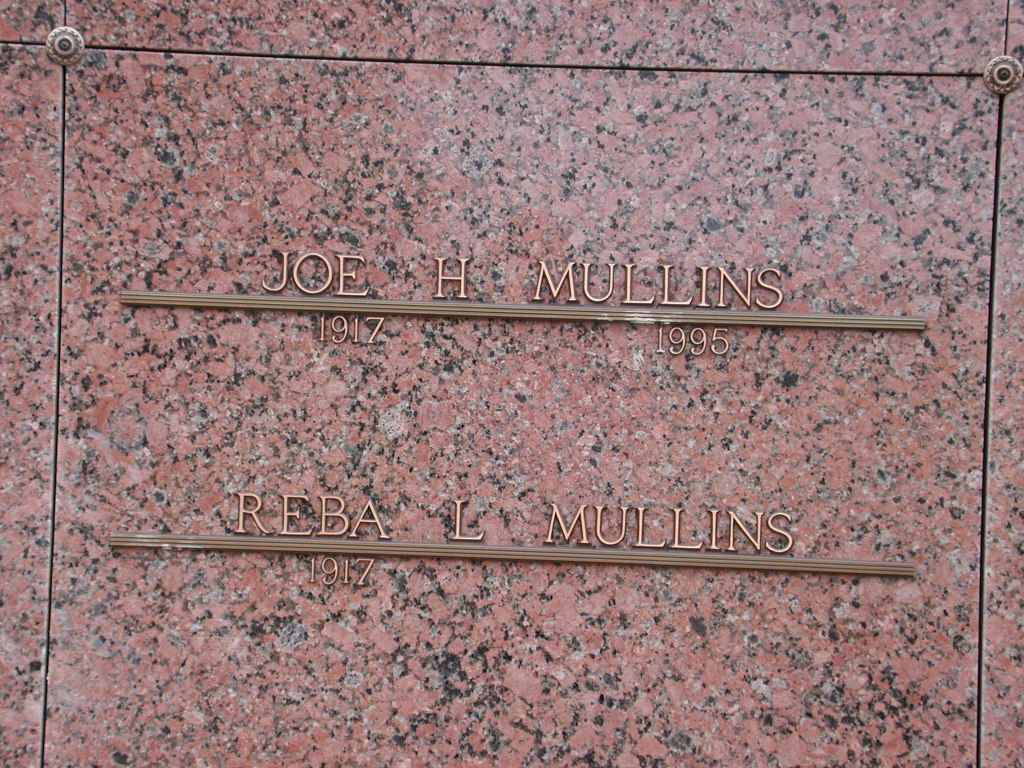 JOE H MULLINS
1917 1995
REBA L MULLINS
1917